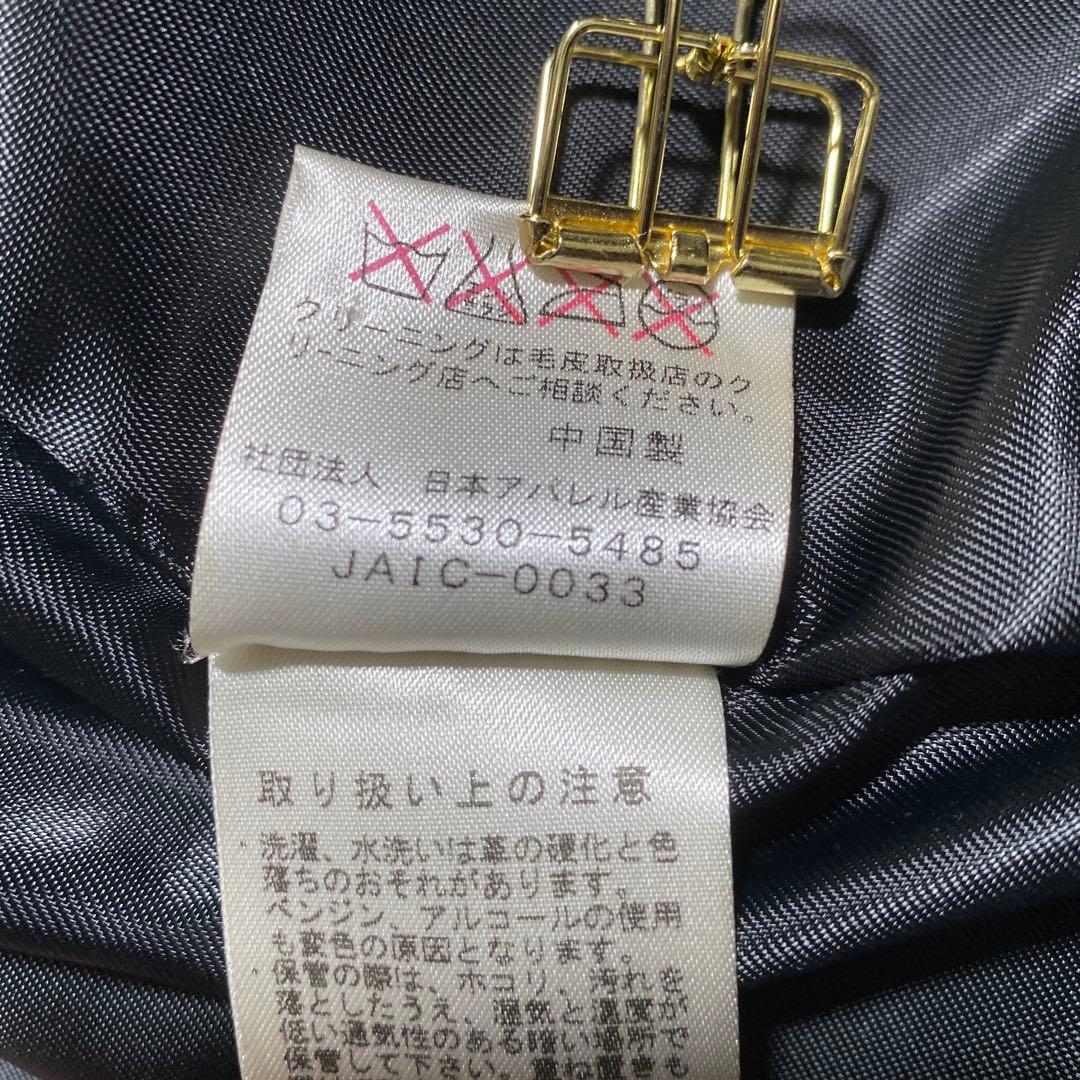 クリーニングは毛皮取扱店のク
リーニング店へご相談ください。
中国製
社団法人 日本アパレル産業協会
03-5530-5485
JAIC-0033
取り扱い上の注意
・洗濯、水洗いは革の硬化と色
落ちのおそれがあります。
ベンジン、アルコールの使用
も変色の原因となります。
・保管の際は、ホコリ、汚れを
落としたうえ、湿気と温度が
低い通気性のある暗い場所で
保管して下さい。重ね置きも